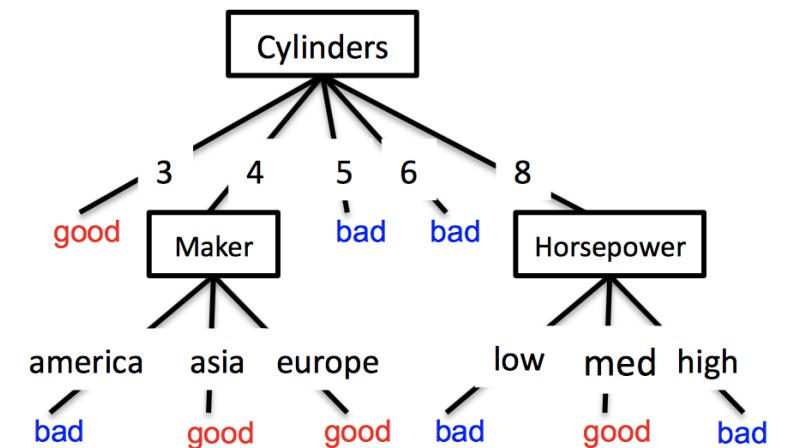 Cylinders
3 4 5 6 8
good Maker bad bad Horsepower
america asia europe low med high
bad good good bad good bad